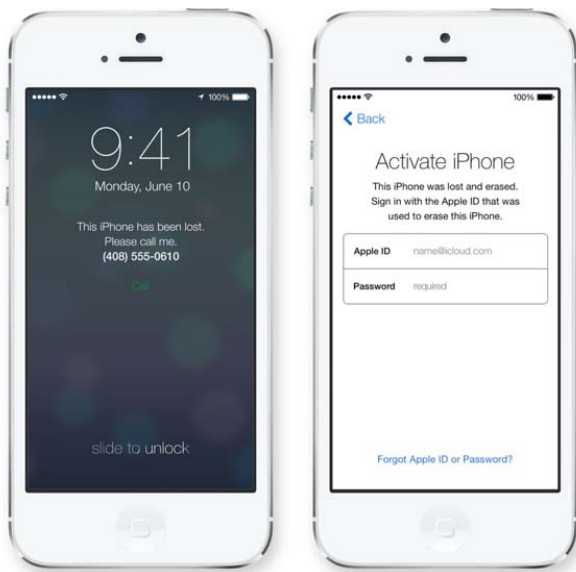 100%
9:41
Monday, June 10
This iPhone has been lost.
Please call me.
(408) 555-0610
Call
slide to unlock
100%
Back
Activate iPhone
This iPhone was lost and erased.
Sign in with the Apple ID that was
used to erase this iPhone.
Apple ID name@icloud.com
Password required
Forgot Apple ID or Password?